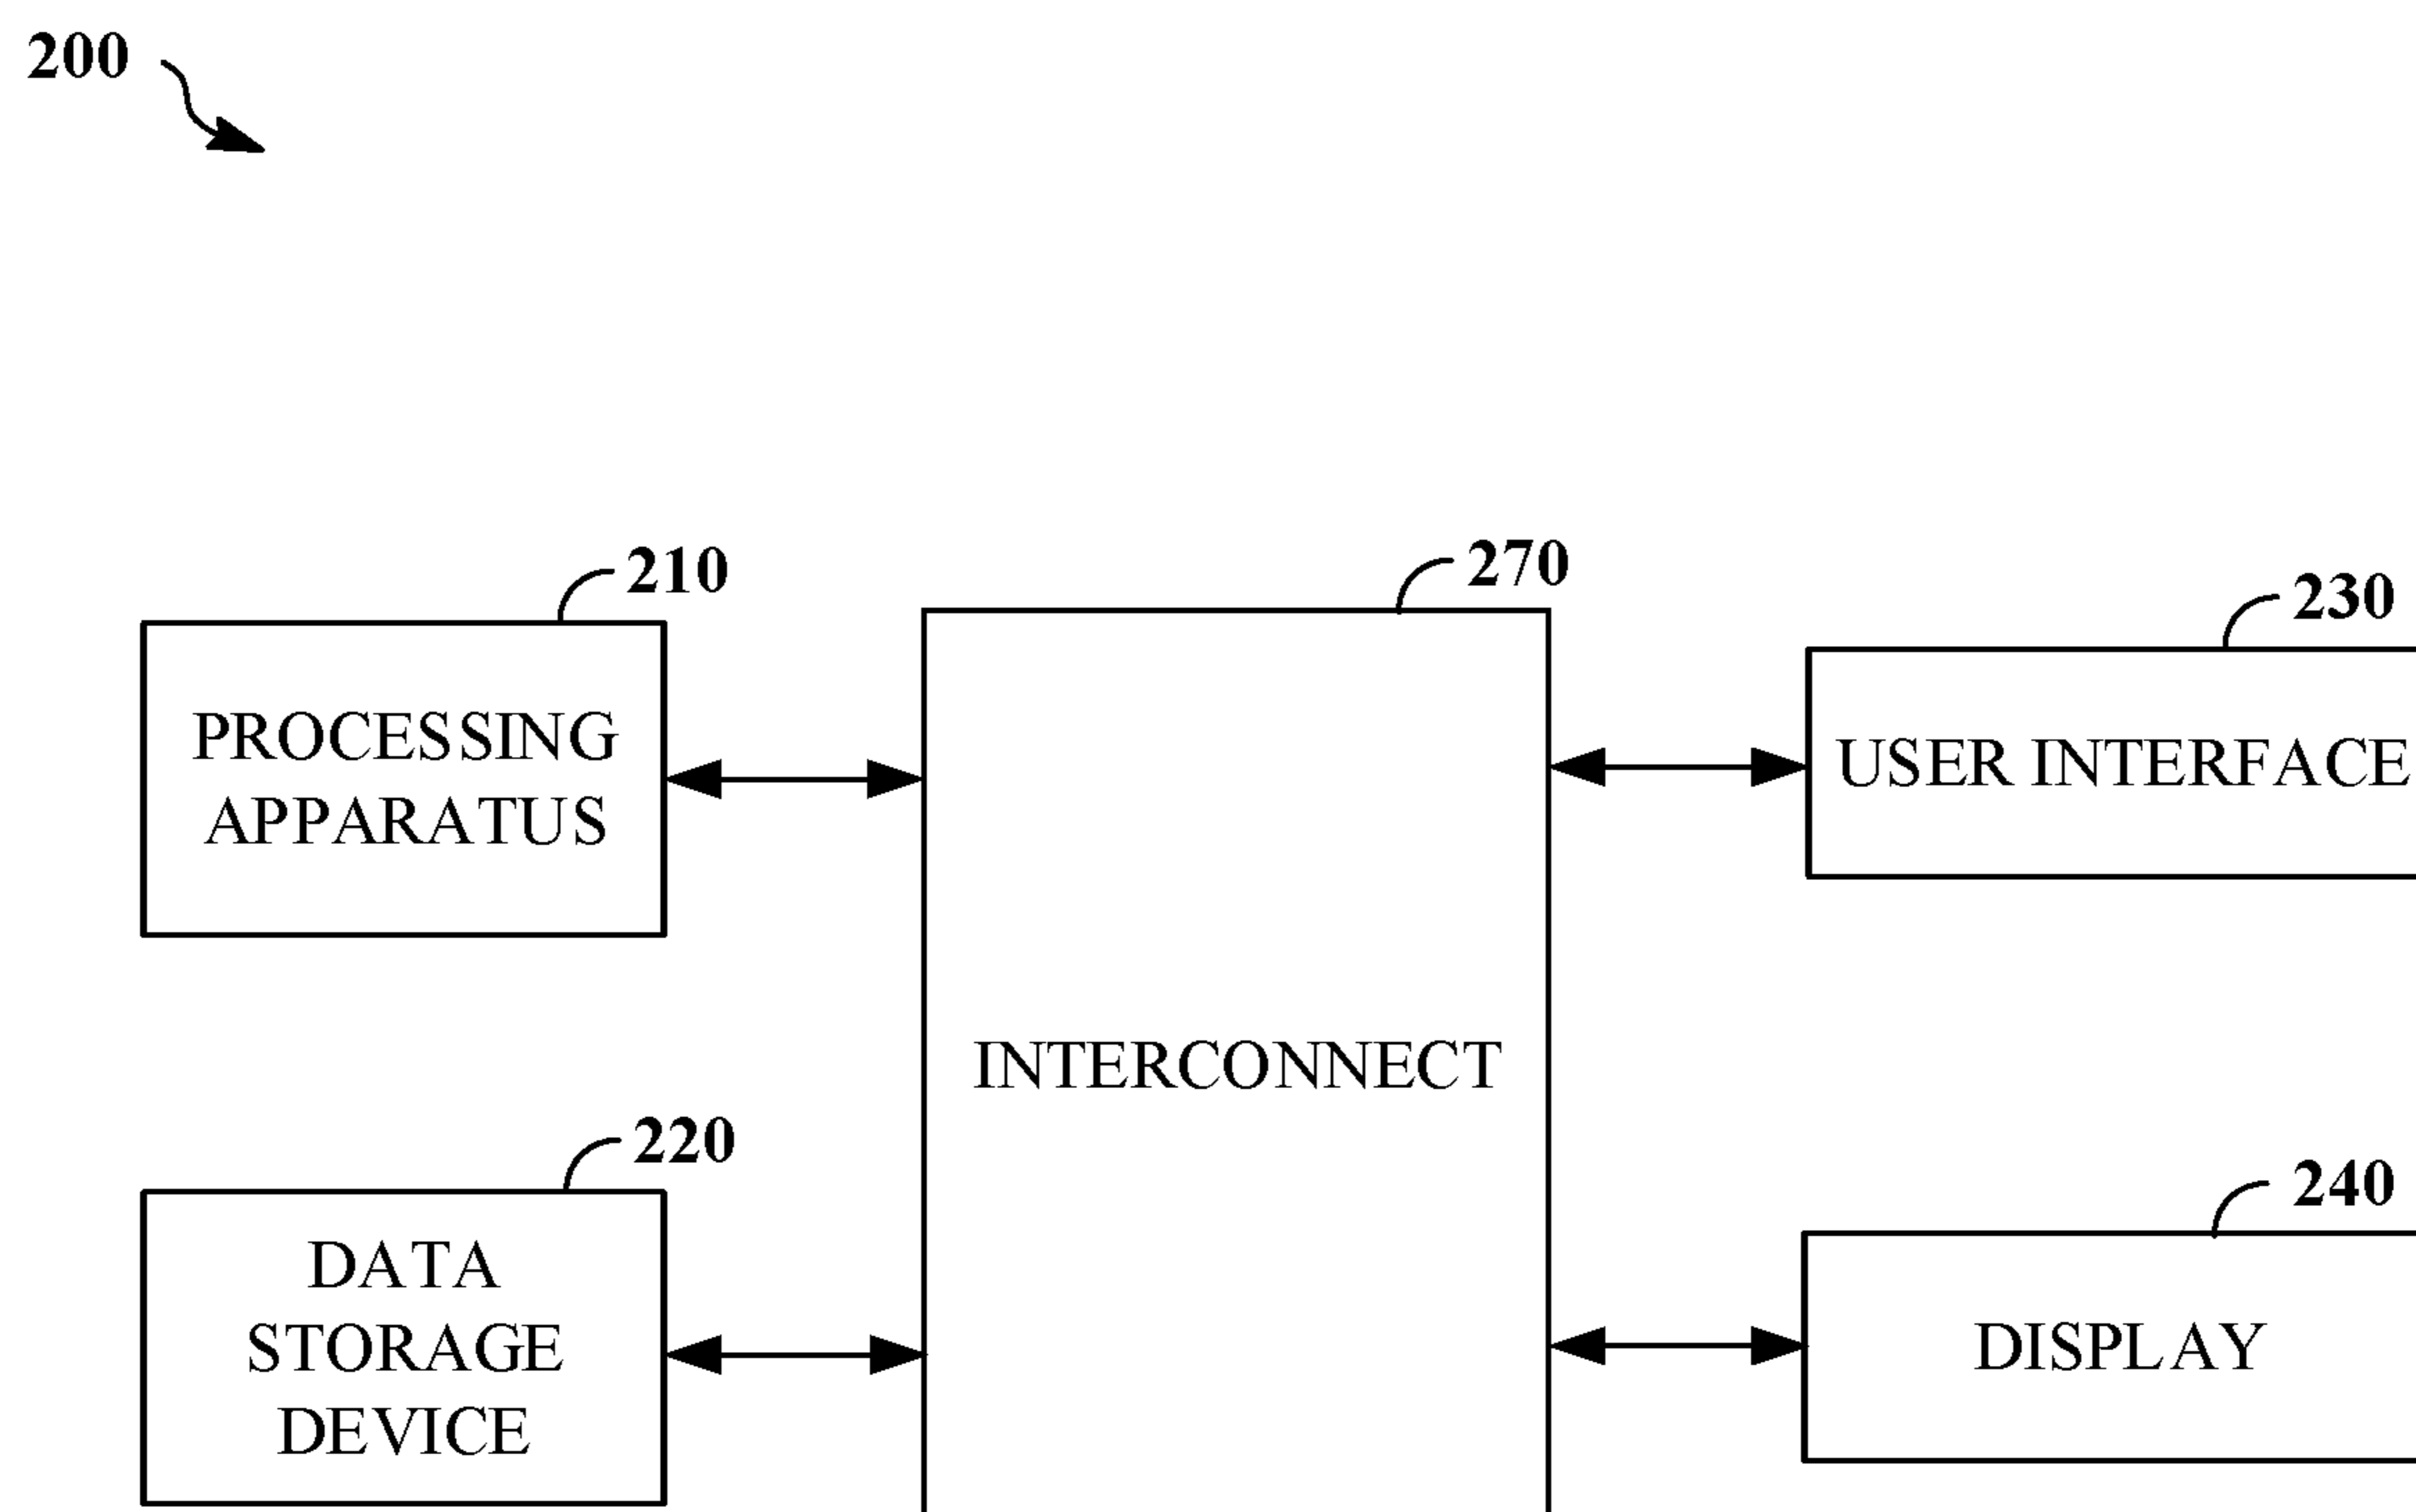 200
210
270
230
PROCESSING
APPARATUS
USER INTERFACE
INTERCONNECT
220
240
DATA
STORAGE
DEVICE
DISPLAY